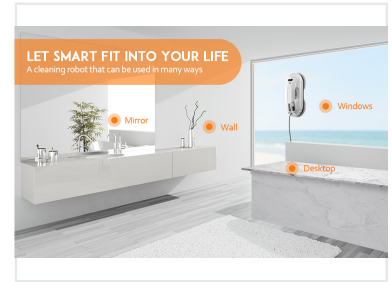 LET SMART FIT INTO YOUR LIFE
A cleaning robot that can be used in many ways
Mirror
Wall
Windows
Desktop